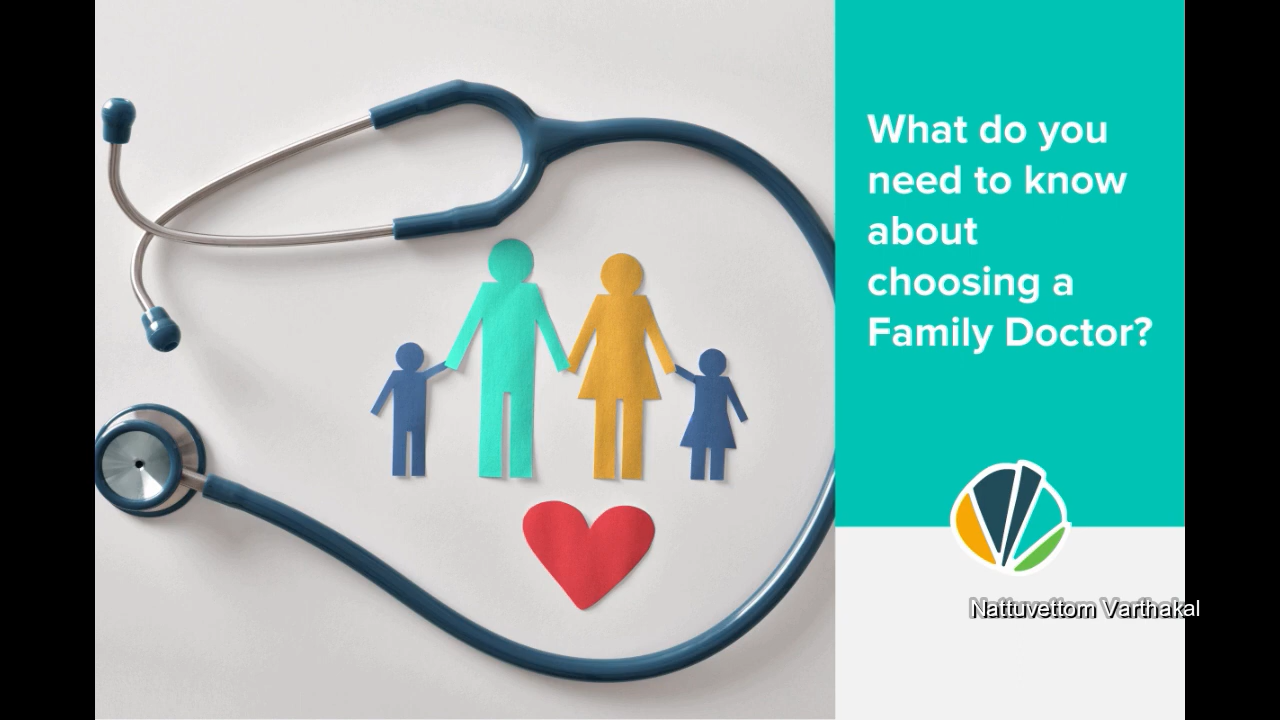 What do you
need to know
about
choosing a
Family Doctor?
Nattuvettom Varthakal